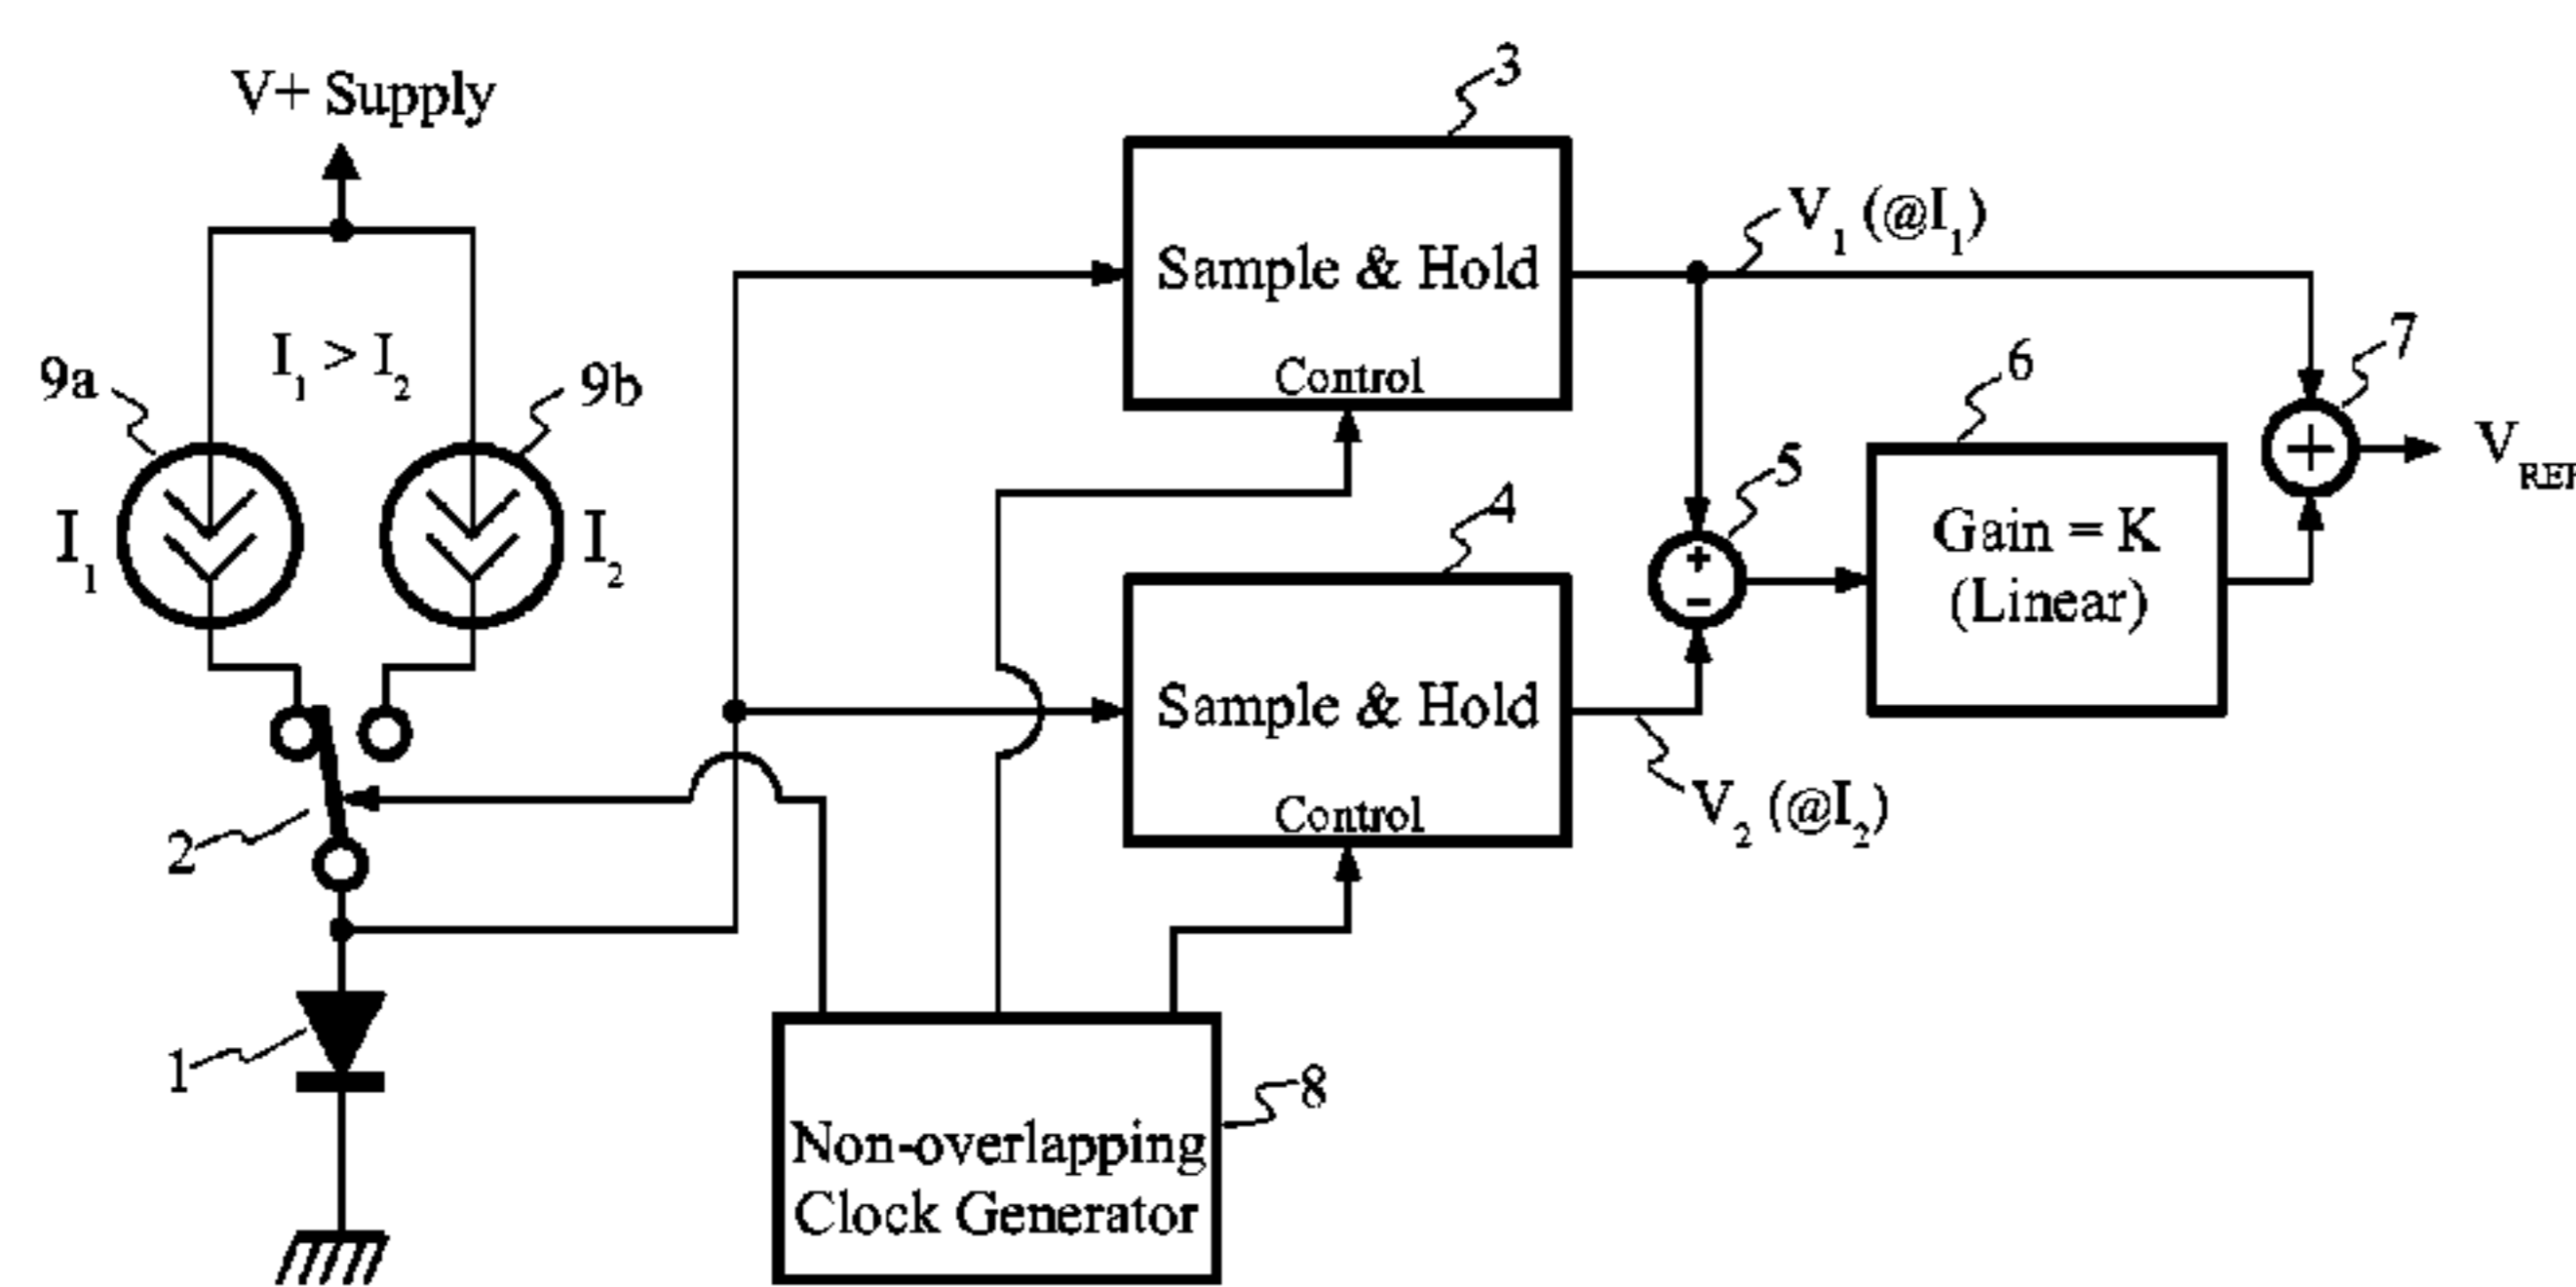 V+ Supply
I1 > I2
9a
9b
I1
I2
2
1
3
Sample & Hold
Control
4
Sample & Hold
Control
8
Non-overlapping
Clock Generator
V1 (@I1)
5
+
-
V2 (@I2)
6
Gain = K
(Linear)
7
+
VREF